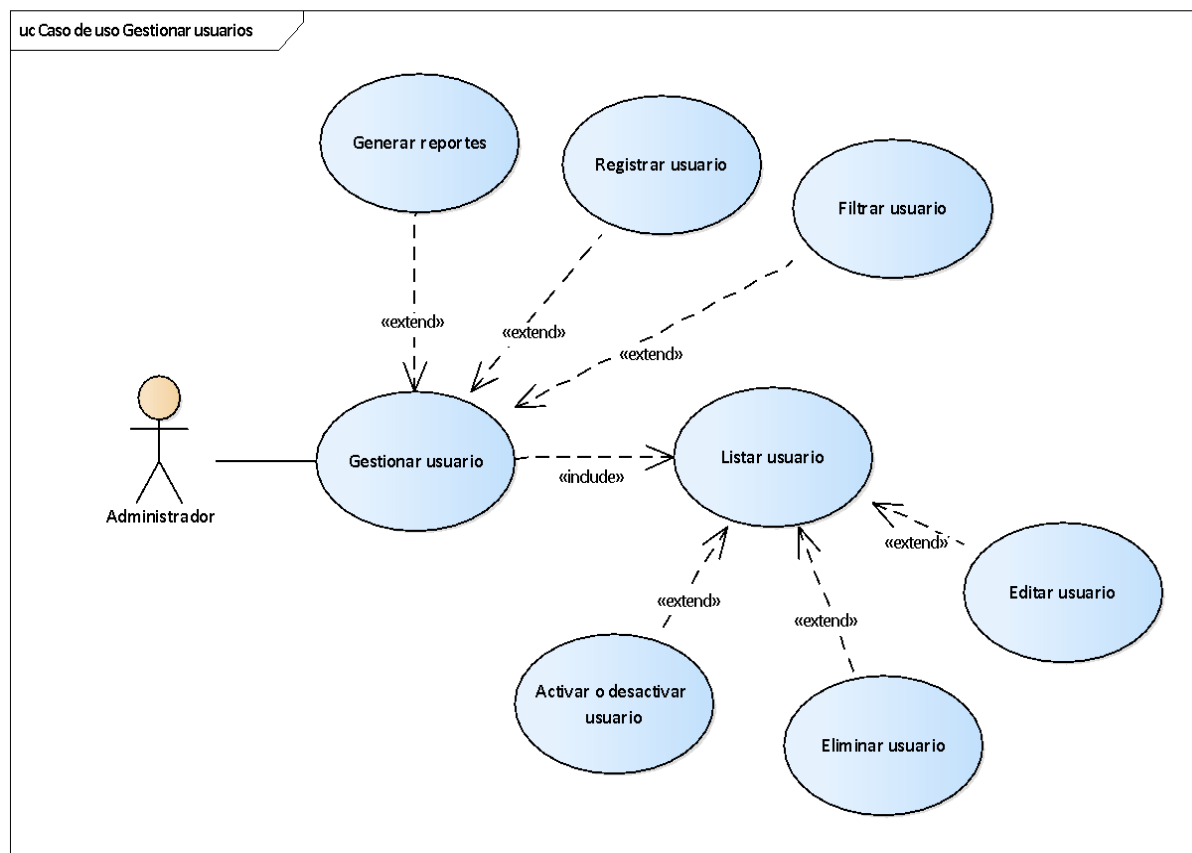 uc Caso de uso Gestionar usuarios
Generar reportes
Registrar usuario
Filtrar usuario
«extend»
«extend»
«extend»
Gestionar usuario
Listar usuario
«include»
Administrador
«extend»
Editar usuario
«extend»
«extend»
Activar o desactivar
usuario
Eliminar usuario